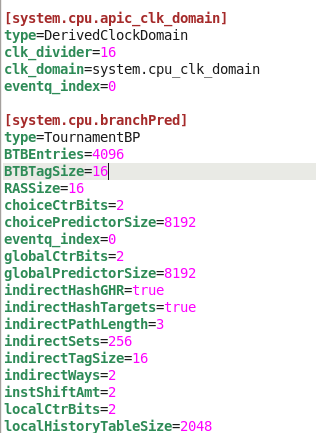 [system.cpu.apic_clk_domain]
type=DerivedClockDomain
clk_divider=16
clk_domain=system.cpu_clk_domain
eventq_index=0
[system.cpu.branchPred]
type=TournamentBP
BTBEntries=4096
BTBTagSize=16
RASSize=16
choiceCtrBits=2
choicePredictorSize=8192
eventq_index=0
globalCtrBits=2
globalPredictorSize=8192
indirectHashGHR=true
indirectHashTargets=true
indirectPathLength=3
indirectSets=256
indirectTagSize=16
indirectWays=2
instShiftAmt=2
localCtrBits=2
localHistoryTableSize=2048